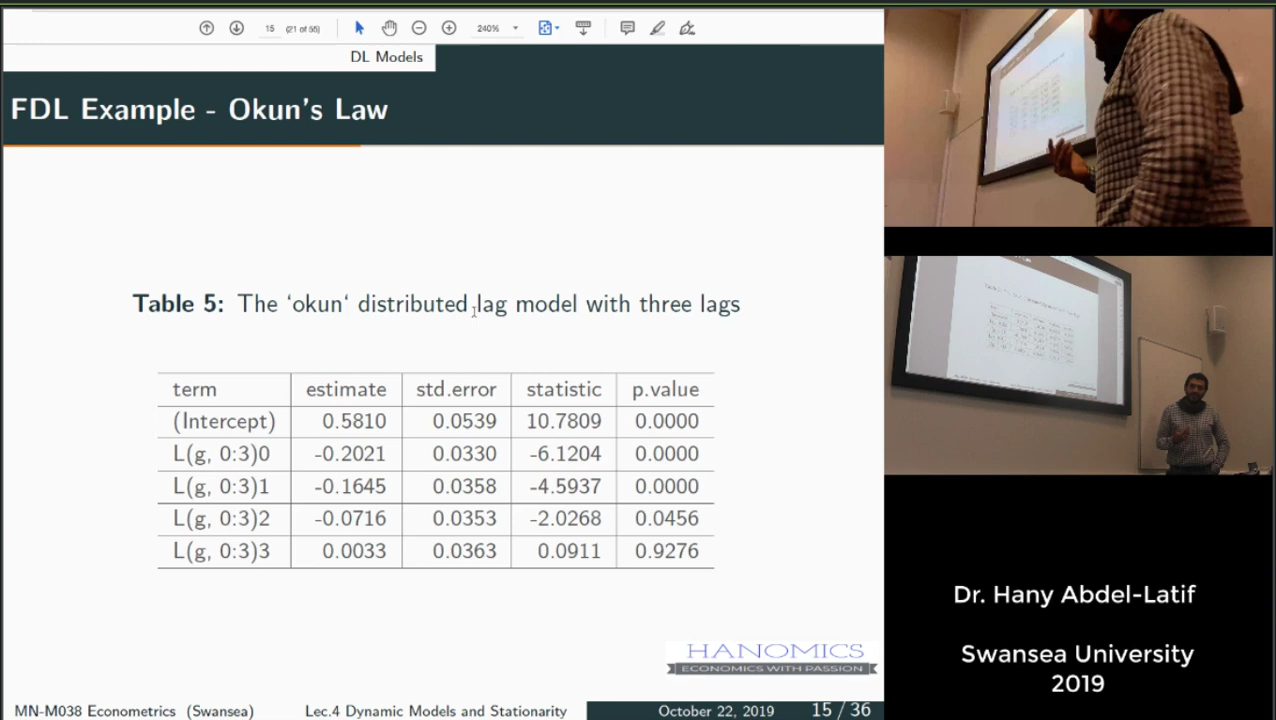 15 (21 of 55) 240%
DL Models
FDL Example - Okun's Law
Table 5: The ‘okun‘ distributed lag model with three lags
term estimate std.error statistic p.value
(Intercept) 0.5810 0.0539 10.7809 0.0000
L(g, 0:3)0 -0.2021 0.0330 -6.1204 0.0000
L(g, 0:3)1 -0.1645 0.0358 -4.5937 0.0000
L(g, 0:3)2 -0.0716 0.0353 -2.0268 0.0456
L(g, 0:3)3 0.0033 0.0363 0.0911 0.9276
HANOMICS
ECONOMICS WITH PASSION
MN-M038 Econometrics (Swansea) Lec.4 Dynamic Models and Stationarity October 22, 2019 15 / 36
Dr. Hany Abdel-Latif
Swansea University
2019